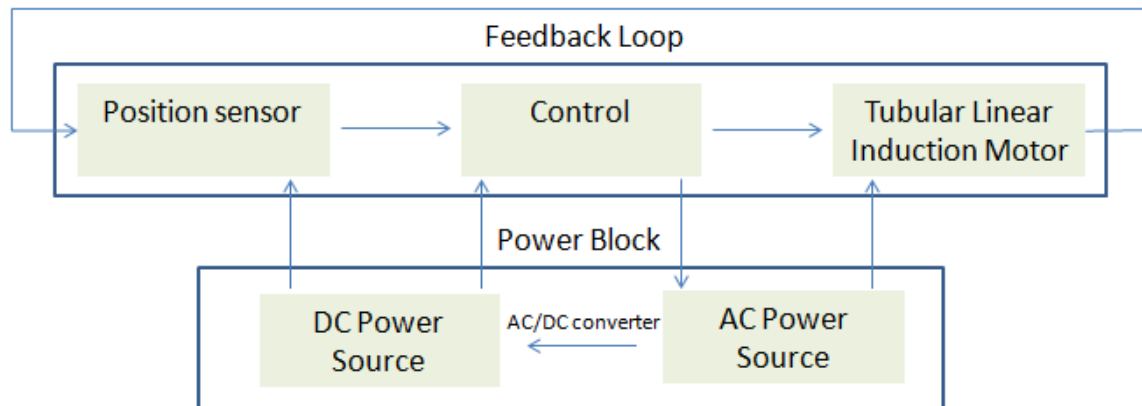 Feedback Loop
Position sensor
Control
Tubular Linear
Induction Motor
Power Block
DC Power
Source
AC/DC converter
AC Power
Source